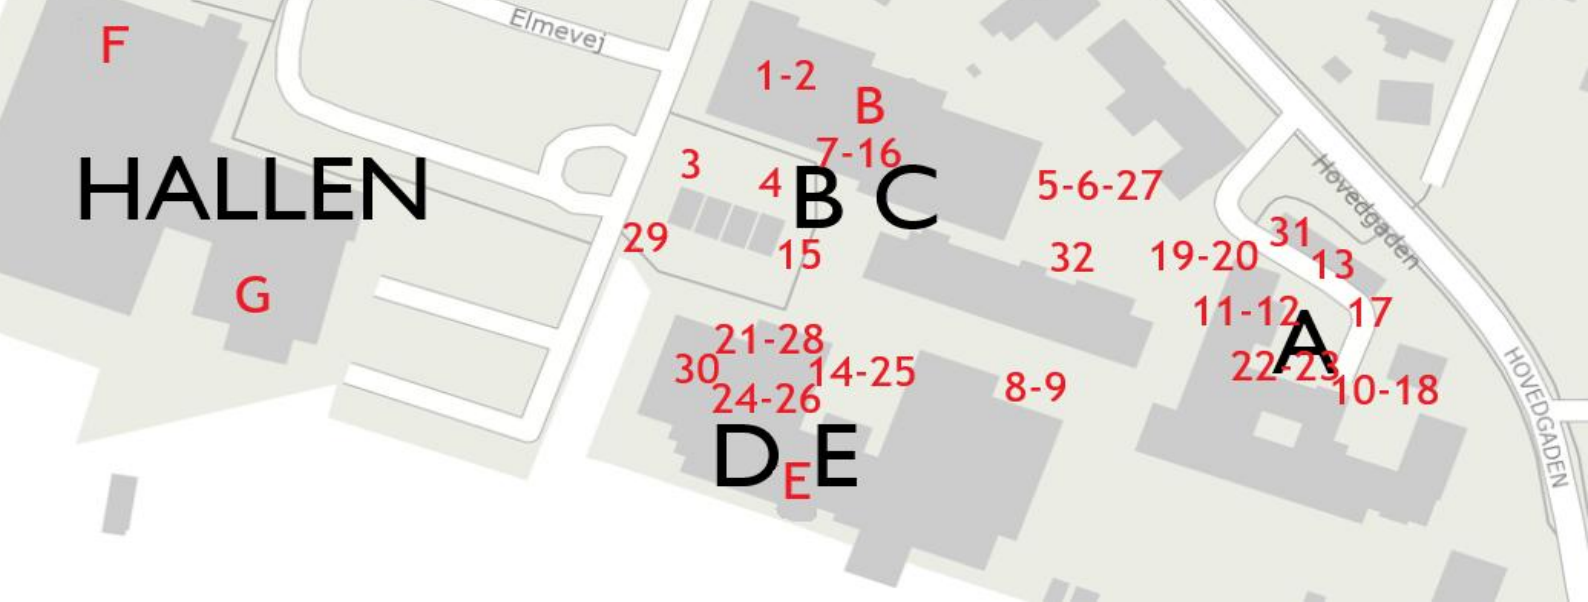 Elmevej
F
1-2
B
7-16
HALLEN
3
4
B C
5-6-27
Hovedgaden
29
15
32
19-20
31
13
G
11-12
17
A
21-28
30
14-25
24-26
8-9
22-23
10-18
HOVEDGADEN
D E
E